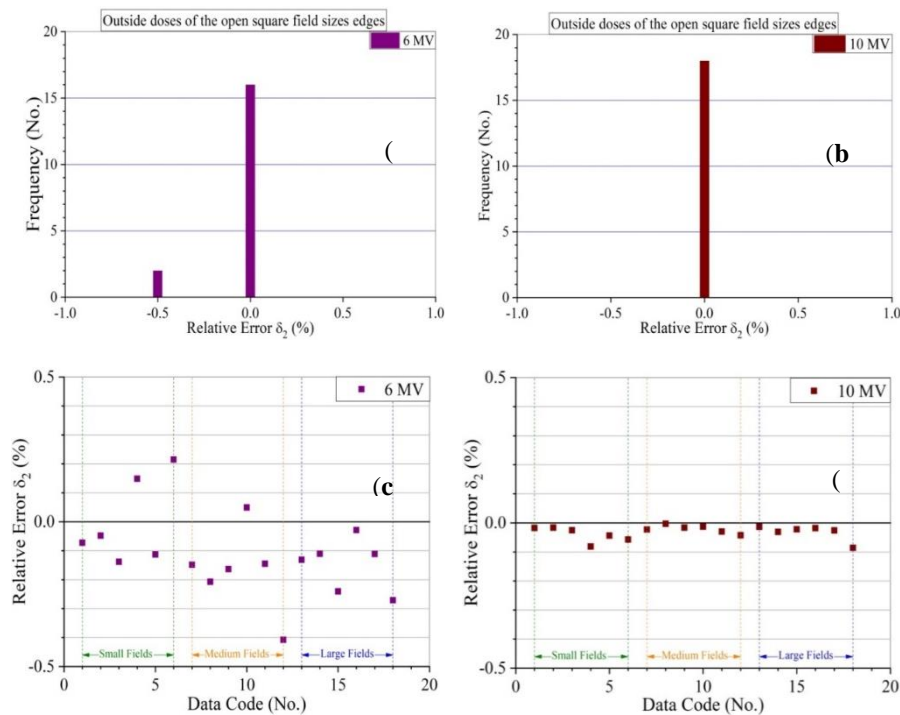 Outside doses of the open square field sizes edges
6 MV
20
15
10
5
0
Frequency (No.)
(
-1.0 -0.5 0.0 0.5 1.0
Relative Error δ2 (%)
Outside doses of the open square field sizes edges
10 MV
20
15
10
5
0
Frequency (No.)
(b
-1.0 -0.5 0.0 0.5 1.0
Relative Error δ2 (%)
6 MV
0.5
0.0
-0.5
Relative Error δ2 (%)
(c
Small Fields Medium Fields Large Fields
0 5 10 15 20
Data Code (No.)
10 MV
0.5
0.0
-0.5
Relative Error δ2 (%)
(
Small Fields Medium Fields Large Fields
0 5 10 15 20
Data Code (No.)